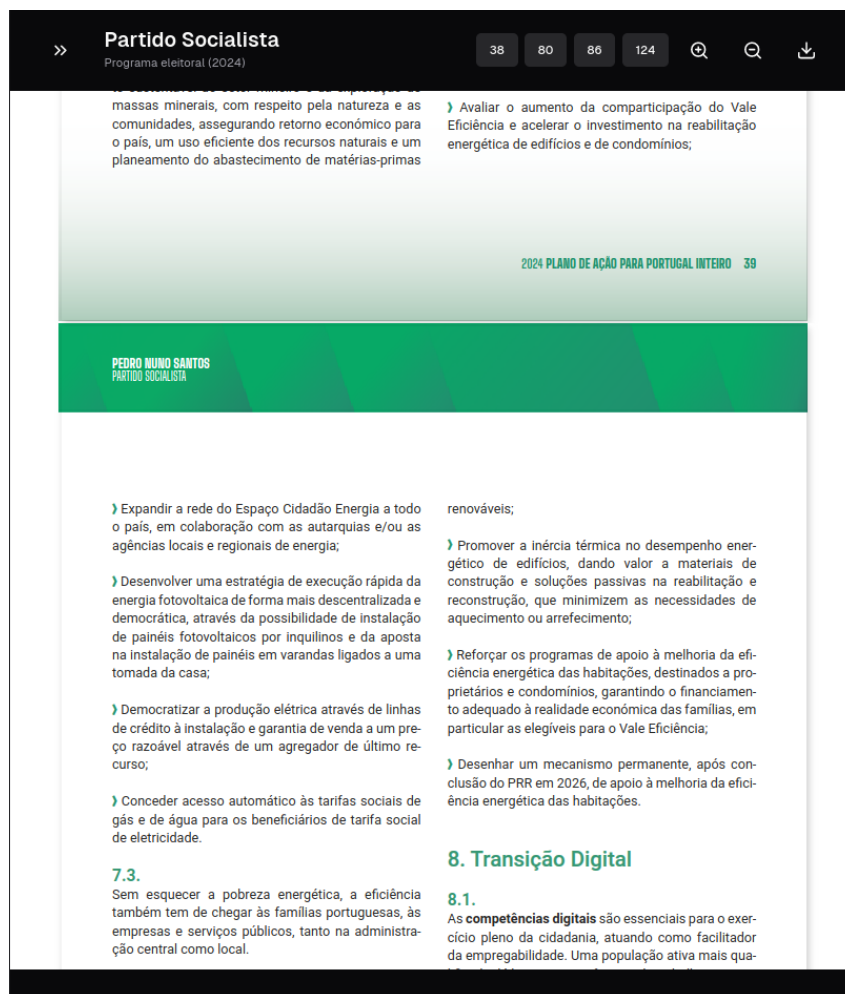 Partido Socialista
Programa eleitoral (2024)
38 80 86 124
massas minerais, com respeito pela natureza e as
comunidades, assegurando retorno económico para
o país, um uso eficiente dos recursos naturais e um
planeamento do abastecimento de matérias-primas
❱ Avaliar o aumento da comparticipação do Vale
Eficiência e acelerar o investimento na reabilitação
energética de edifícios e de condomínios;
2024 PLANO DE AÇÃO PARA PORTUGAL INTEIRO 39
PEDRO NUNO SANTOS
PARTIDO SOCIALISTA
❱ Expandir a rede do Espaço Cidadão Energia a todo
o país, em colaboração com as autarquias e/ou as
agências locais e regionais de energia;
❱ Desenvolver uma estratégia de execução rápida da
energia fotovoltaica de forma mais descentralizada e
democrática, através da possibilidade de instalação
de painéis fotovoltaicos por inquilinos e da aposta
na instalação de painéis em varandas ligados a uma
tomada da casa;
❱ Democratizar a produção elétrica através de linhas
de crédito à instalação e garantia de venda a um pre-
ço razoável através de um agregador de último re-
curso;
❱ Conceder acesso automático às tarifas sociais de
gás e de água para os beneficiários de tarifa social
de eletricidade.
7.3.
Sem esquecer a pobreza energética, a eficiência
também tem de chegar às famílias portuguesas, às
empresas e serviços públicos, tanto na administra-
ção central como local.
renováveis;
❱ Promover a inércia térmica no desempenho ener-
gético de edifícios, dando valor a materiais de
construção e soluções passivas na reabilitação e
reconstrução, que minimizem as necessidades de
aquecimento ou arrefecimento;
❱ Reforçar os programas de apoio à melhoria da efi-
ciência energética das habitações, destinados a pro-
prietários e condomínios, garantindo o financiamen-
to adequado à realidade económica das famílias, em
particular as elegíveis para o Vale Eficiência;
❱ Desenhar um mecanismo permanente, após con-
clusão do PRR em 2026, de apoio à melhoria da efici-
ência energética das habitações.
8. Transição Digital
8.1.
As competências digitais são essenciais para o exer-
cício pleno da cidadania, atuando como facilitador
da empregabilidade. Uma população ativa mais qua-